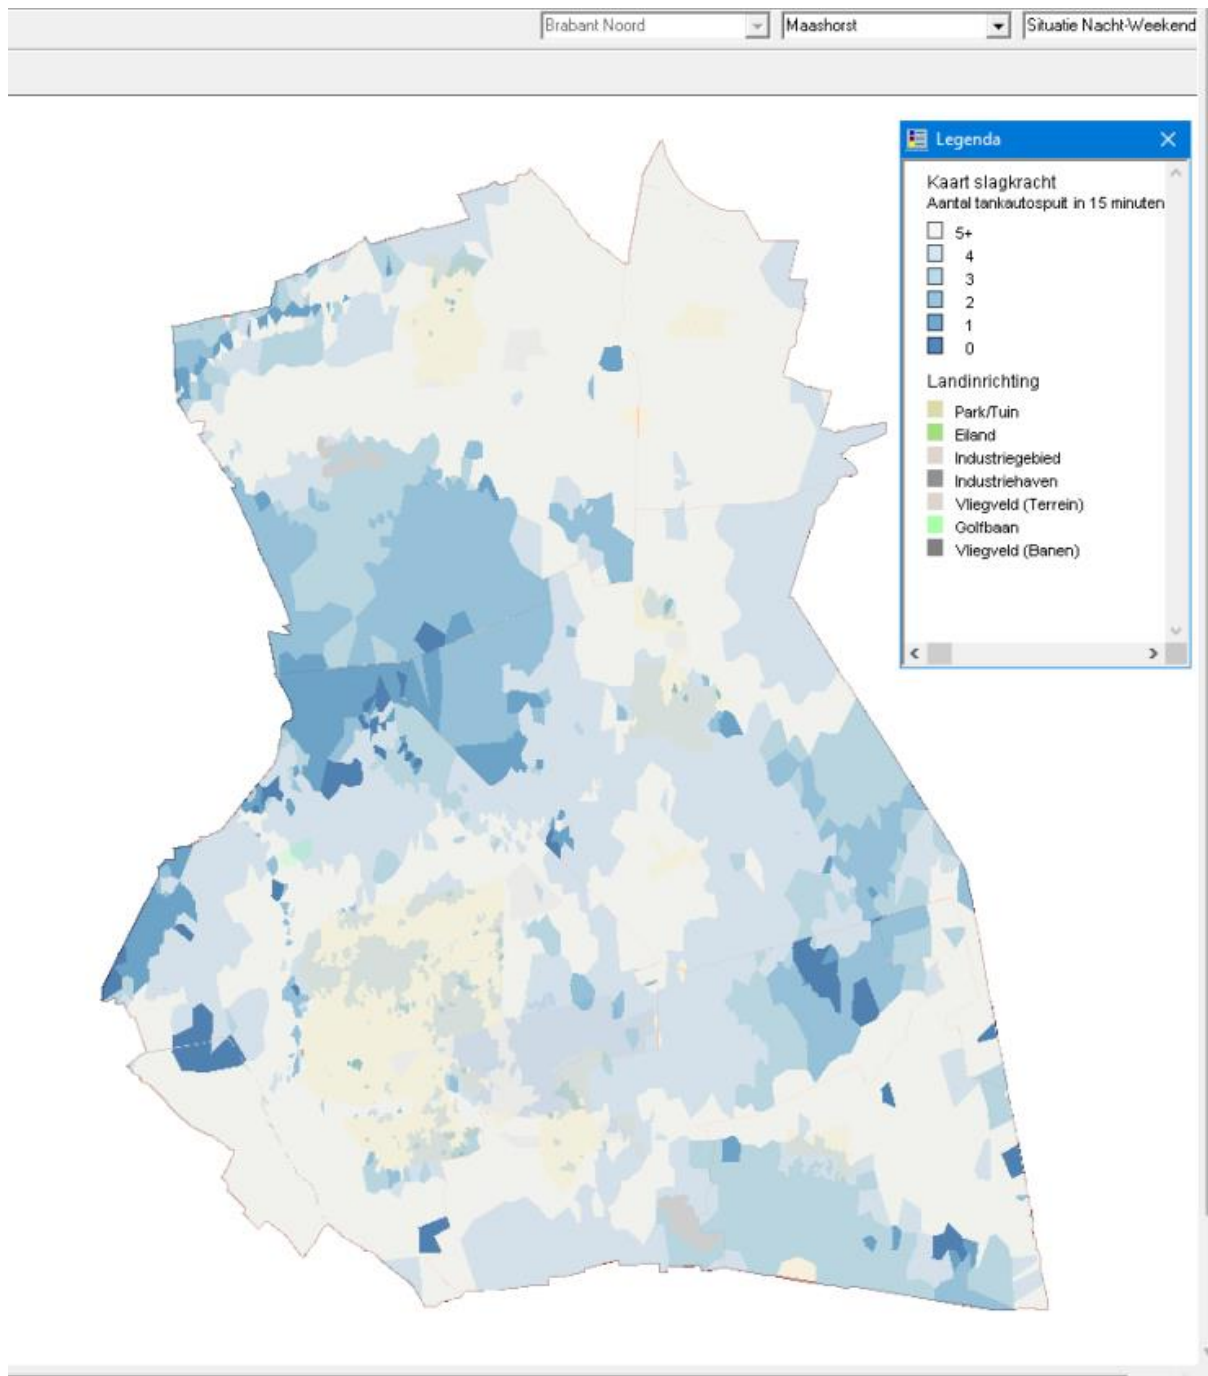 Brabant Noord
Maashorst
Situatie Nacht-Weekend
Legenda
Kaart slagkracht
Aantal tankautospuit in 15 minuten
5+
4
3
2
1
0
Landinrichting
Park/Tuin
Eiland
Industriegebied
Industriehaven
Vliegveld (Terrein)
Golfbaan
Vliegveld (Banen)